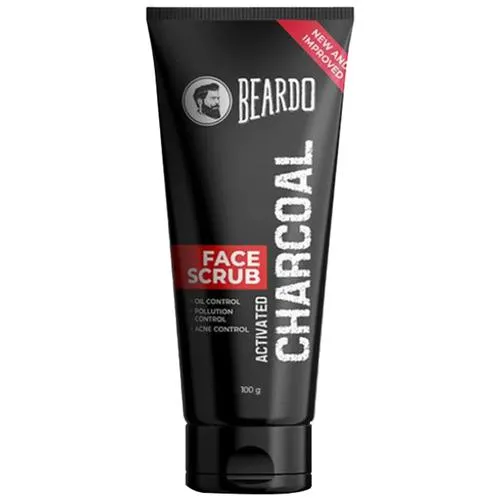 NEW AND
IMPROVED
BEARDO
FACE
SCRUB
• OIL CONTROL
• POLLUTION
CONTROL
• ACNE CONTROL
ACTIVATED
CHARCOAL
100 g